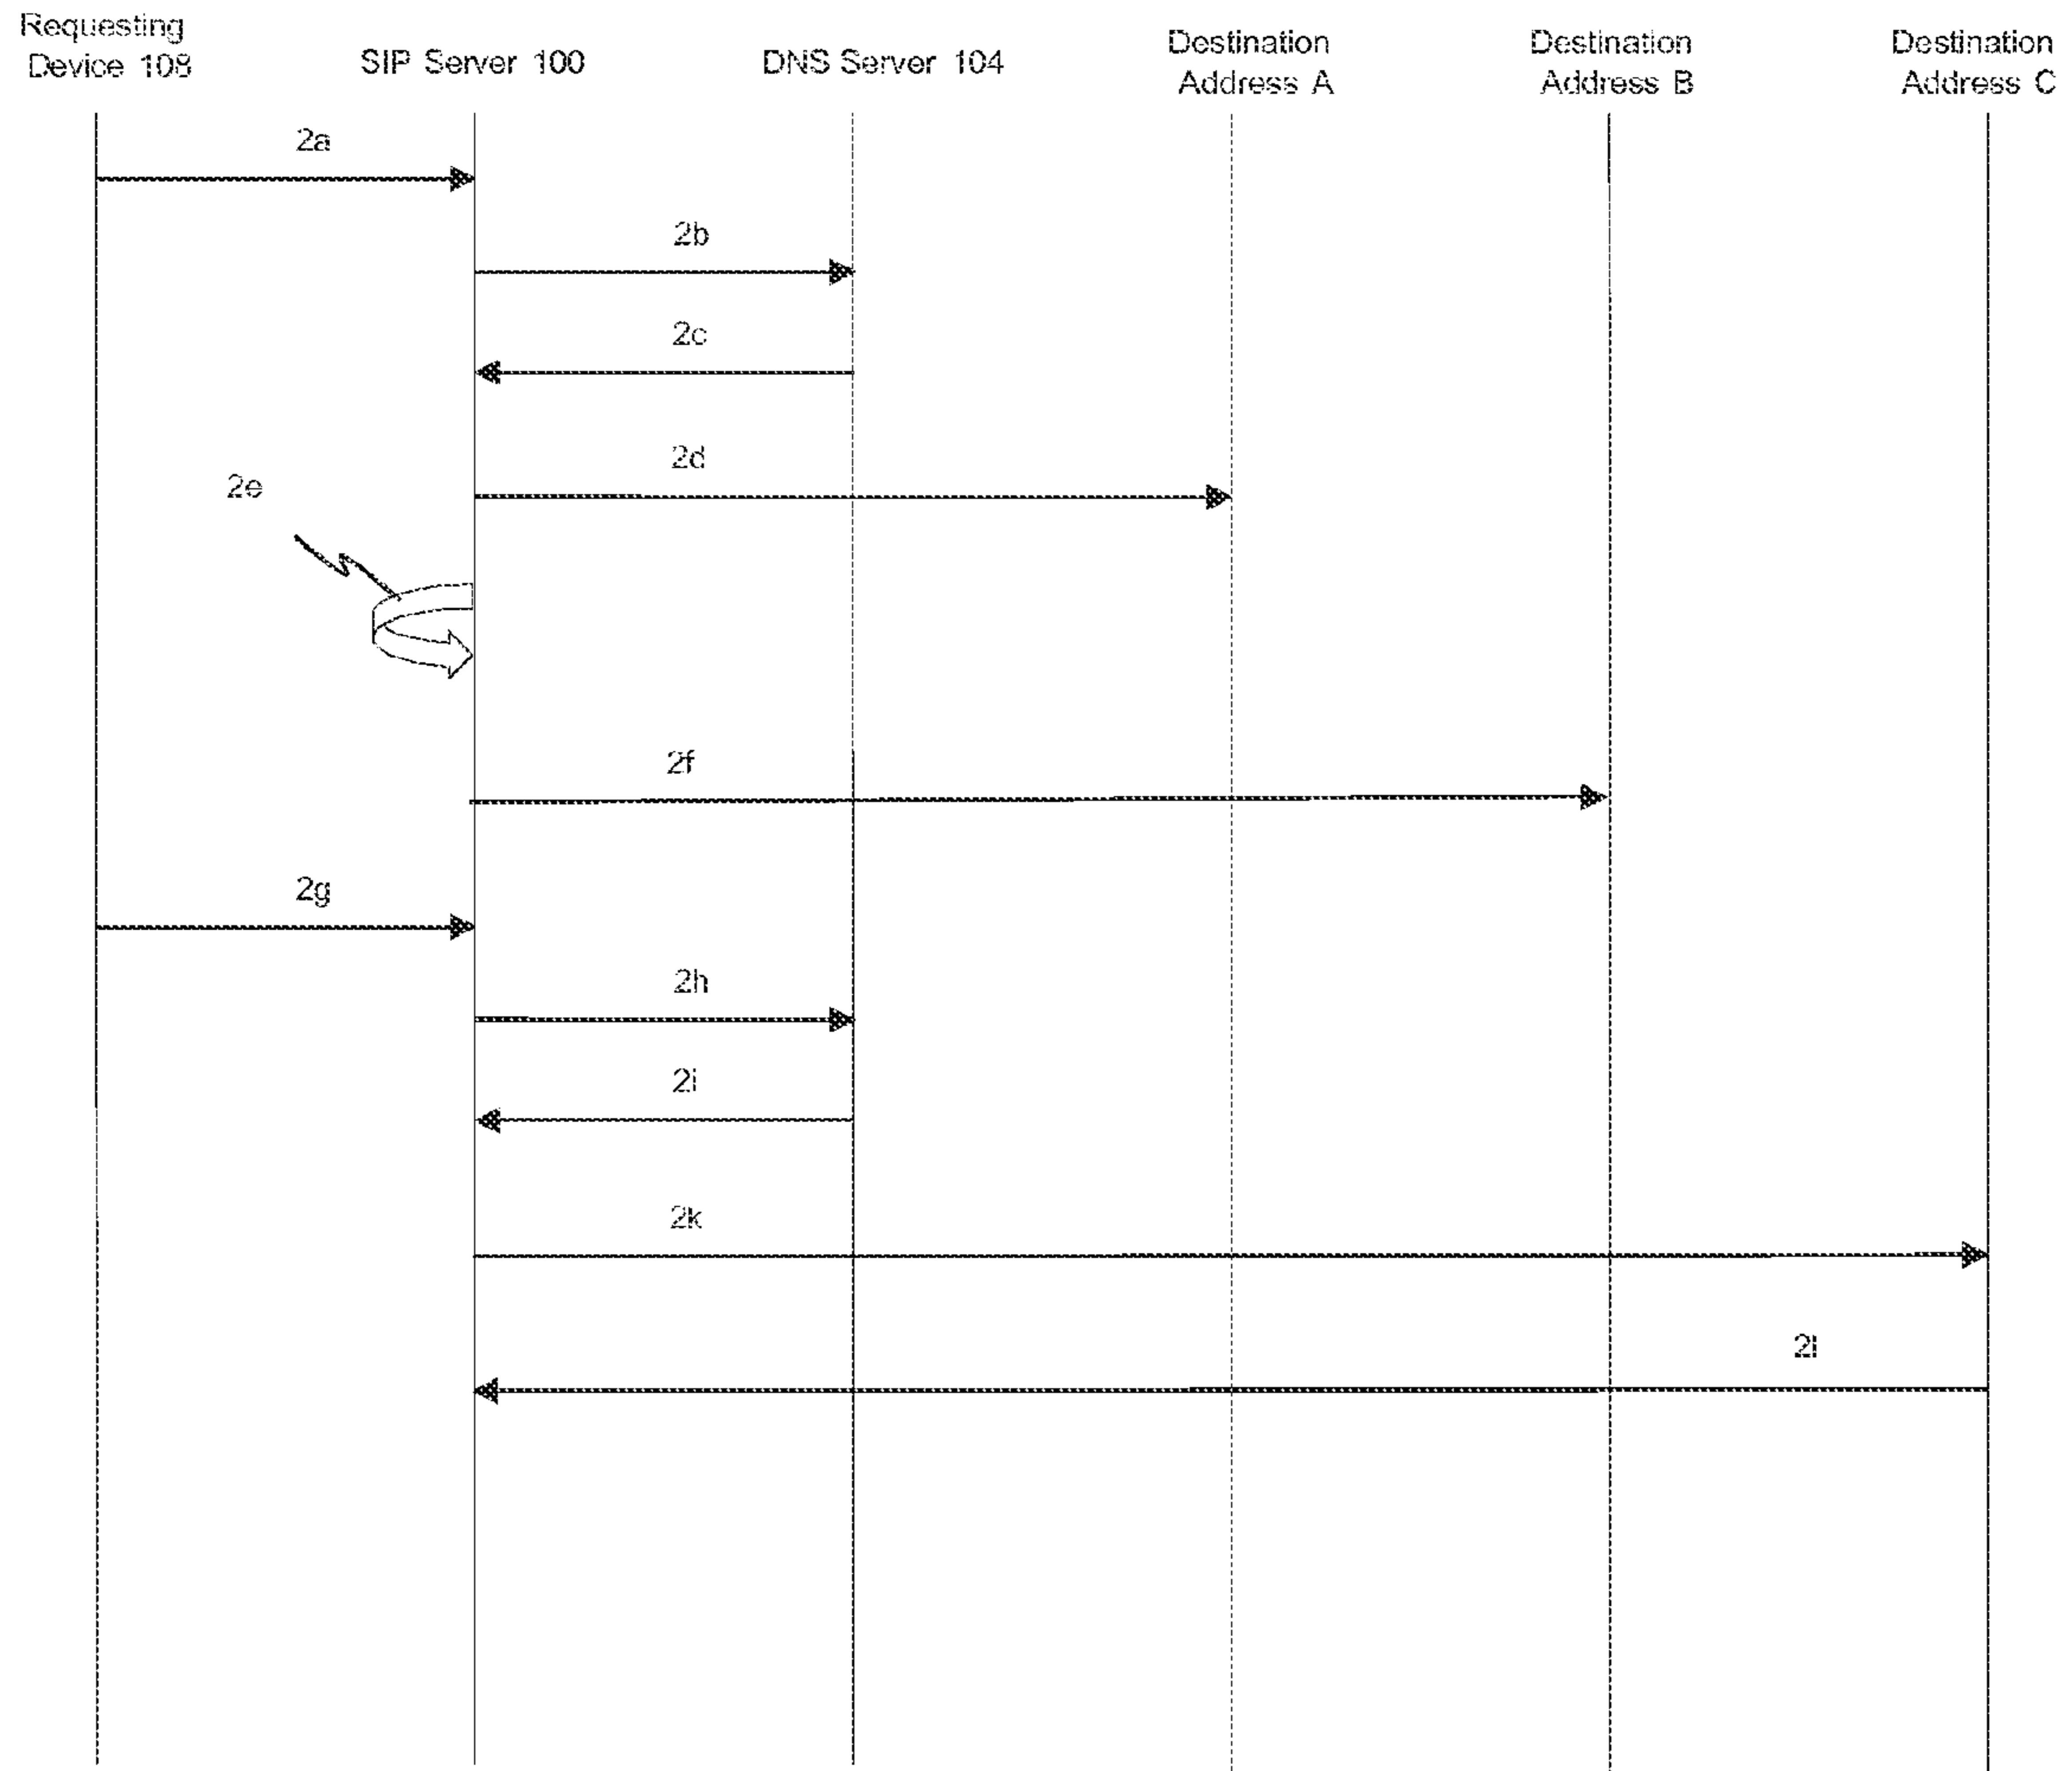 Requesting
Device 108
SIP Server 100
DNS Server 104
Destination
Address A
Destination
Address B
Destination
Address C
2a
2b
2c
2d
2e
2f
2g
2h
2i
2k
2l